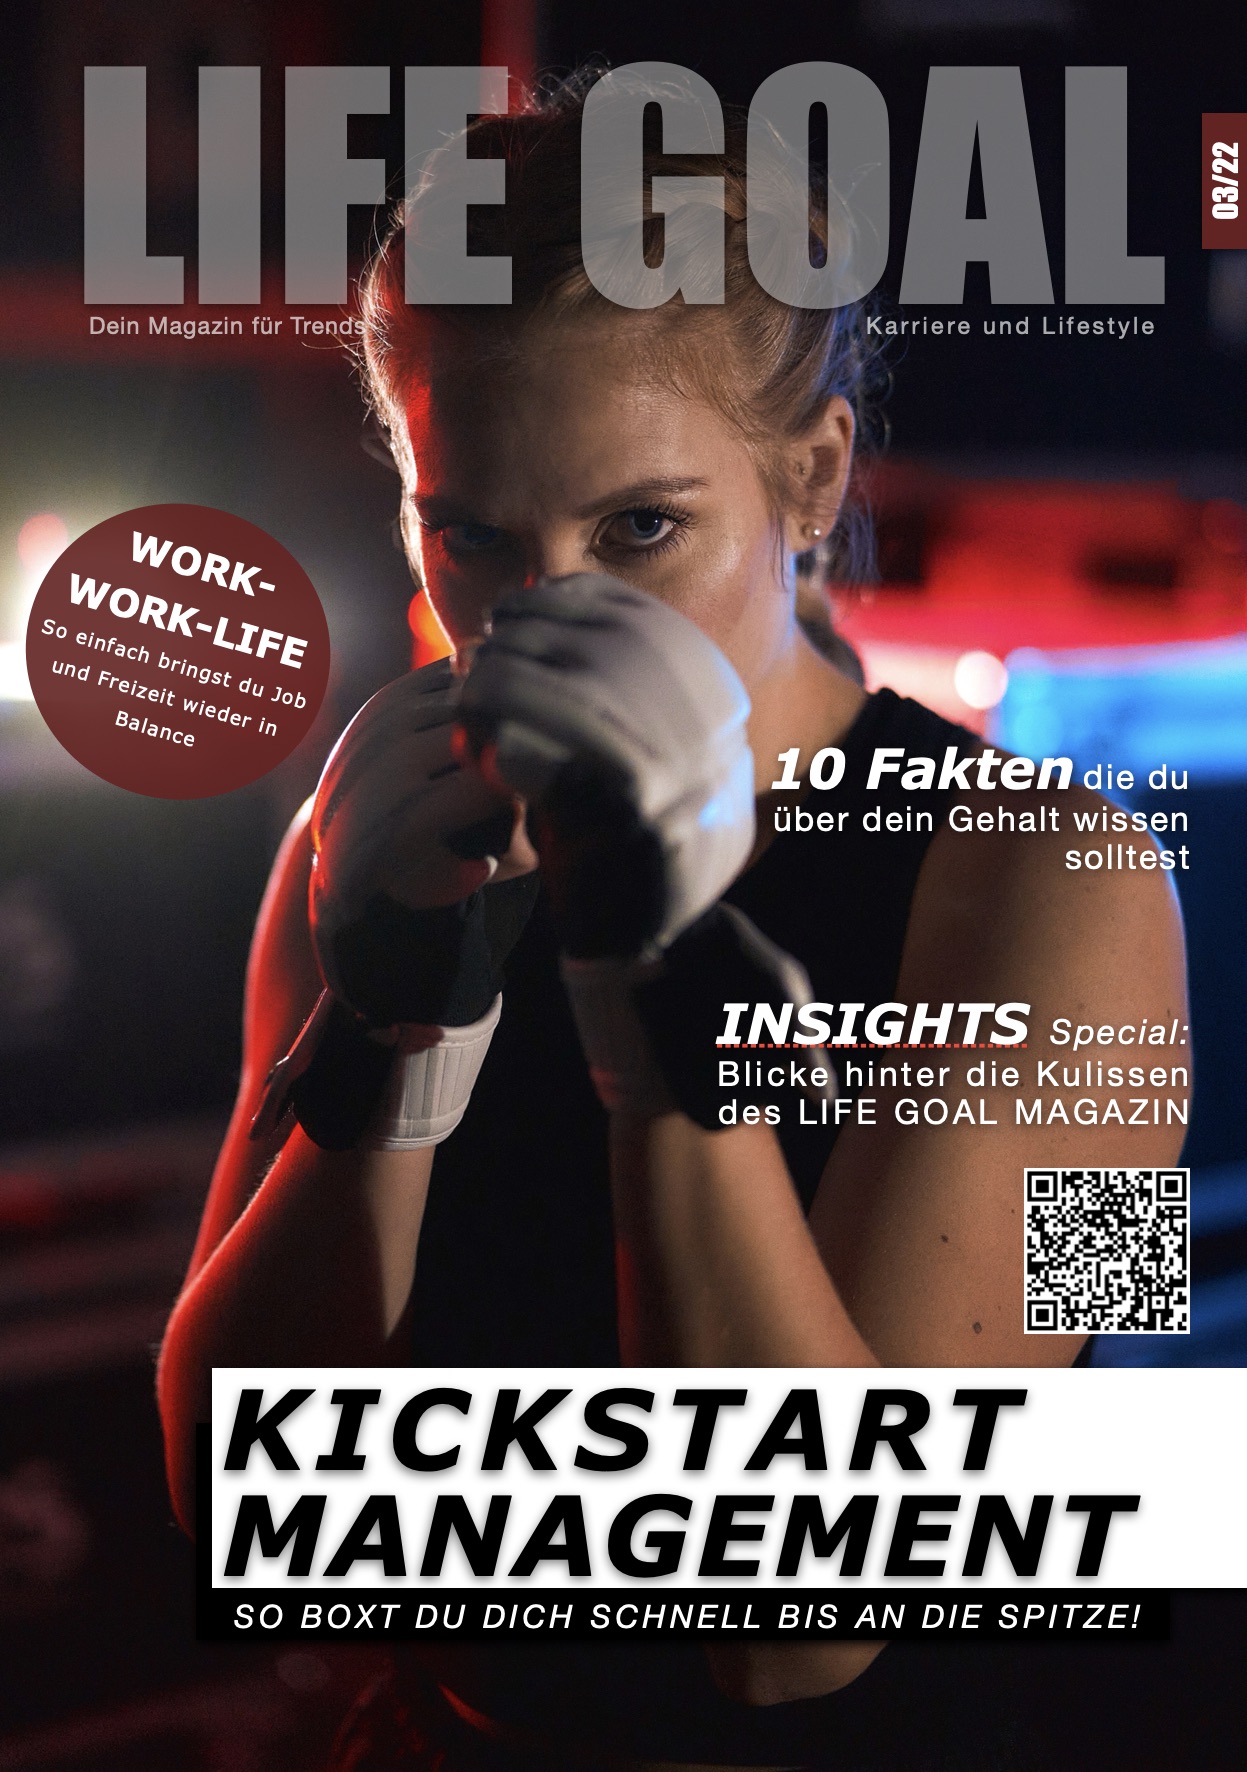 LIFE GOAL
03/22
Dein Magazin für Trends
Karriere und Lifestyle
WORK-
WORK-LIFE
So einfach bringst du Job
und Freizeit wieder in
Balance
10 Fakten die du
über dein Gehalt wissen
solltest
INSIGHTS Special:
Blicke hinter die Kulissen
des LIFE GOAL MAGAZIN
KICKSTART
MANAGEMENT
SO BOXT DU DICH SCHNELL BIS AN DIE SPITZE!